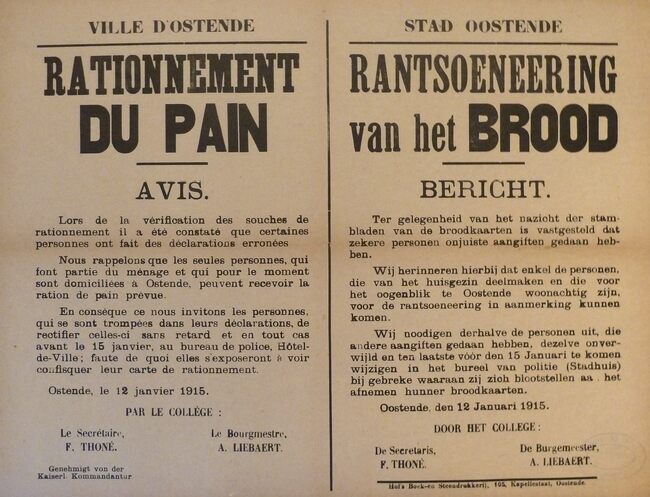 VILLE D'OSTENDE
RATIONNEMENT
DU PAIN
AVIS.
Lors de la vérification des souches de
rationnement il a été constaté que certaines
personnes ont fait des déclarations erronées
Nous rappelons que les seules personnes, qui
font partie du ménage et qui pour le moment
sont domiciliées à Ostende, peuvent recevoir la
ration de pain prévue.
En conséque ce nous invitons les personnes,
qui se sont trompées dans leurs déclarations, de
rectifier celles-ci sans retard et en tout cas
avant le 15 janvier, au bureau de police, Hôtel-
de-Ville; faute de quoi elles s'exposeront à voir
confisquer leur carte de rationnement.
Ostende, le 12 janvier 1915.
PAR LE COLLÉGE :
Le Secrétaire,
F. THONÉ.
Le Bourgmestre,
A. LIEBAERT.
Genehmigt von der
Kaiserl. Kommandantur
STAD OOSTENDE
RANTSOENEERING
van het BROOD
BERICHT.
Ter gelegenheid van het nazicht der stam-
bladen van de broodkaarten is vastgesteld dat
zekere personen onjuiste aangiften gedaan heb-
ben.
Wij herinneren hierbij dat enkel de personen,
die van het huisgezin deelmaken en die voor
het oogenblik te Oostende woonachtig zijn,
voor de rantsoeneering in aanmerking kunnen
komen.
Wij noodigen derhalve de personen uit, die
andere aangiften gedaan hebben, dezelve onver-
wijld en ten laatste vóór den 15 Januari te komen
wijzigen in het bureel van politie (Stadhuis)
bij gebreke waaraan zij zich blootstellen aa . het
afnemen hunner broodkaarten.
Oostende, den 12 Januari 1915.
DOOR HET COLLEGE :
De Secretaris,
F. THONÉ.
De Burgemeester,
A. LIEBAERT.
Hofs Boek-en Steendrukkerij, 105, Kapellestaat, Oostende